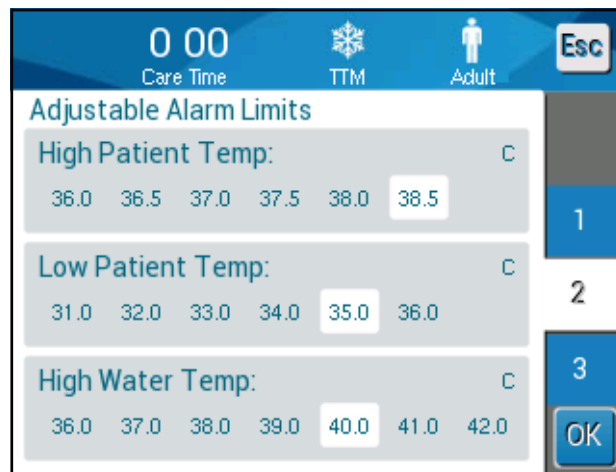 0 00
Care Time
TTM
Adult
Esc
Adjustable Alarm Limits
High Patient Temp: C
36.0 36.5 37.0 37.5 38.0 38.5
1
Low Patient Temp: C
31.0 32.0 33.0 34.0 35.0 36.0
2
High Water Temp: C
36.0 37.0 38.0 39.0 40.0 41.0 42.0
3
OK